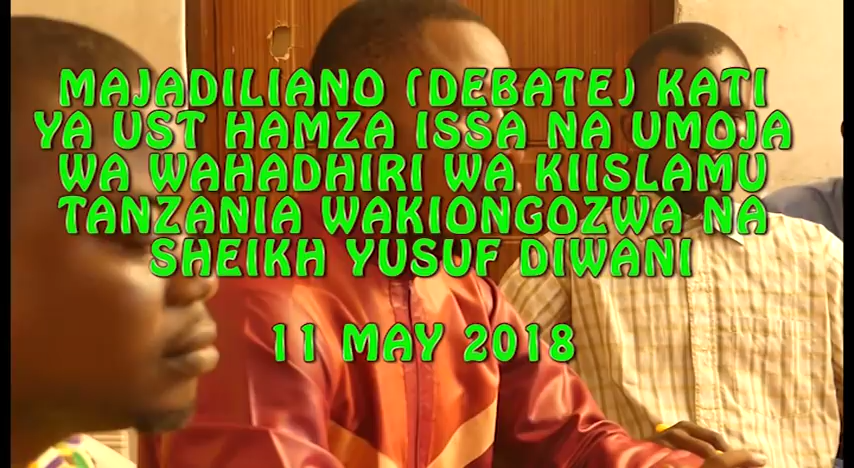 MAJADILIANO (DEBATE) KATI
YA UST HAMZA ISSA NA UMOJA
WA WAHADHIRI WA KIISLAMU
TANZANIA WAKIONGOZWA NA
SHEIKH YUSUF DIWANI
11 MAY 2018